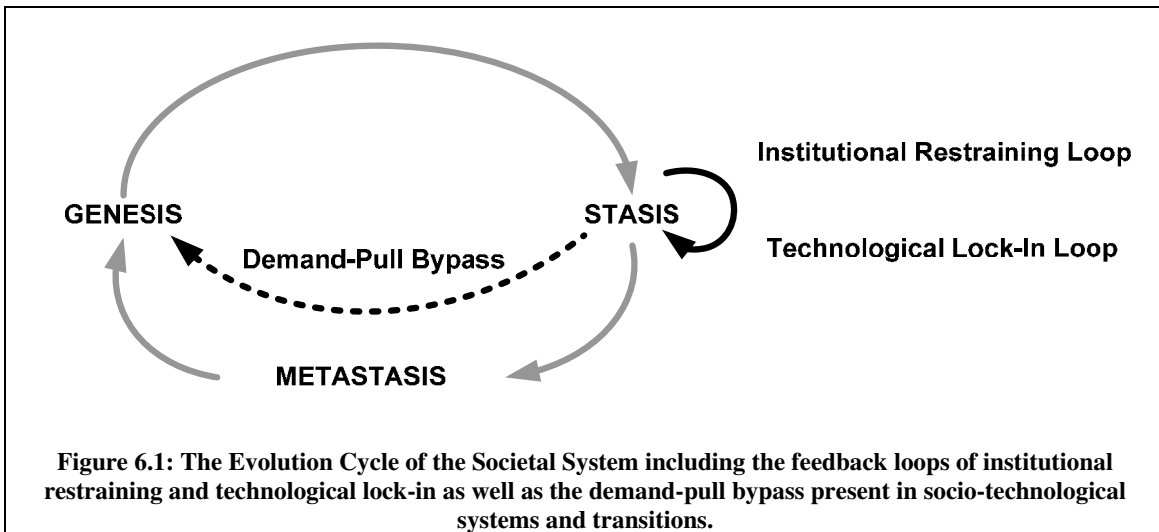 Institutional Restraining Loop
GENESIS
STASIS
Demand-Pull Bypass
Technological Lock-In Loop
METASTASIS
Figure 6.1: The Evolution Cycle of the Societal System including the feedback loops of institutional
restraining and technological lock-in as well as the demand-pull bypass present in socio-technological
systems and transitions.